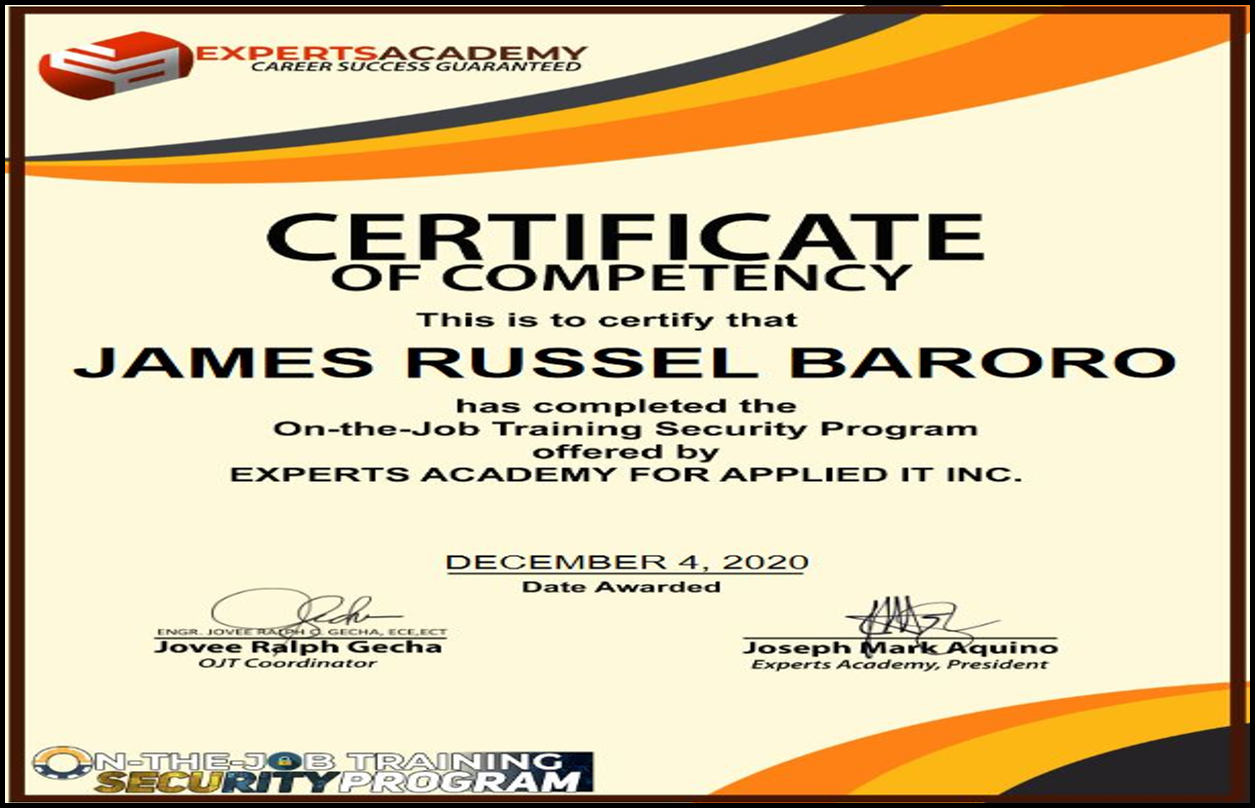 EXPERTSACADEMY
CAREER SUCCESS GUARANTEED
CERTIFICATE
OF COMPETENCY
This is to certify that
JAMES RUSSEL BARORO
has completed the
On-the-Job Training Security Program
offered by
EXPERTS ACADEMY FOR APPLIED IT INC.
DECEMBER 4, 2020
Date Awarded
ENGR. JOVEE RALPH C. GECHA, ECE,ECT
Jovee Ralph Gecha
OJT Coordinator
Joseph Mark Aquino
Experts Academy, President
ON-THE-JOB TRAINING
SECURITY PROGRAM